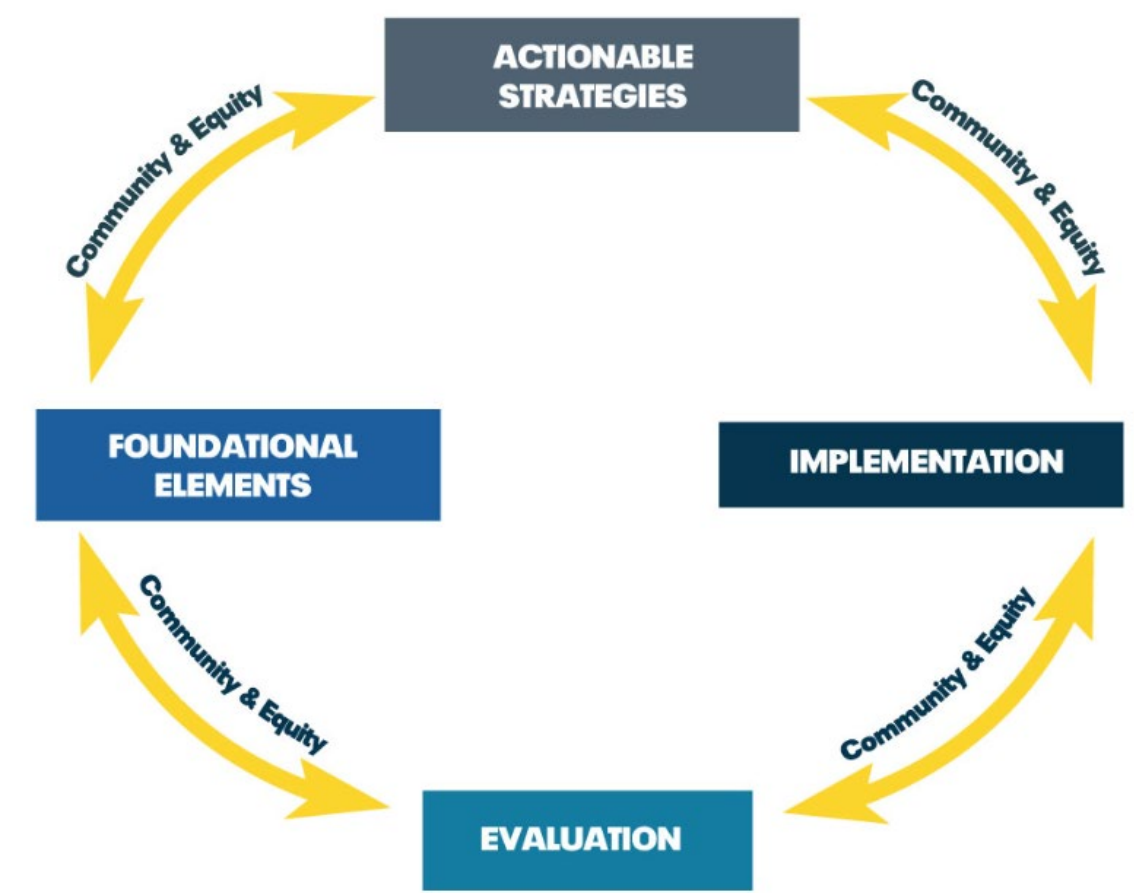 ACTIONABLE
STRATEGIES
Community & Equity
Community & Equity
FOUNDATIONAL
ELEMENTS
IMPLEMENTATION
Community & Equity
Community & Equity
EVALUATION